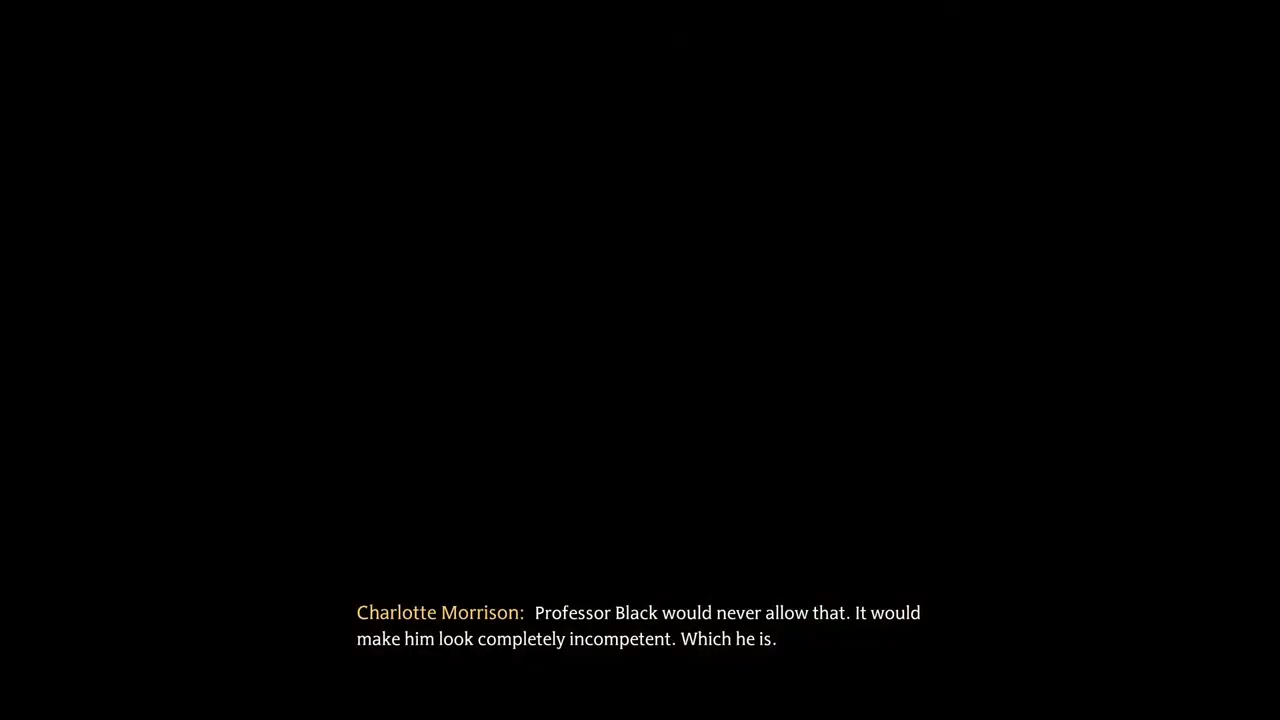 Charlotte Morrison: Professor Black would never allow that. It would
make him look completely incompetent. Which he is.